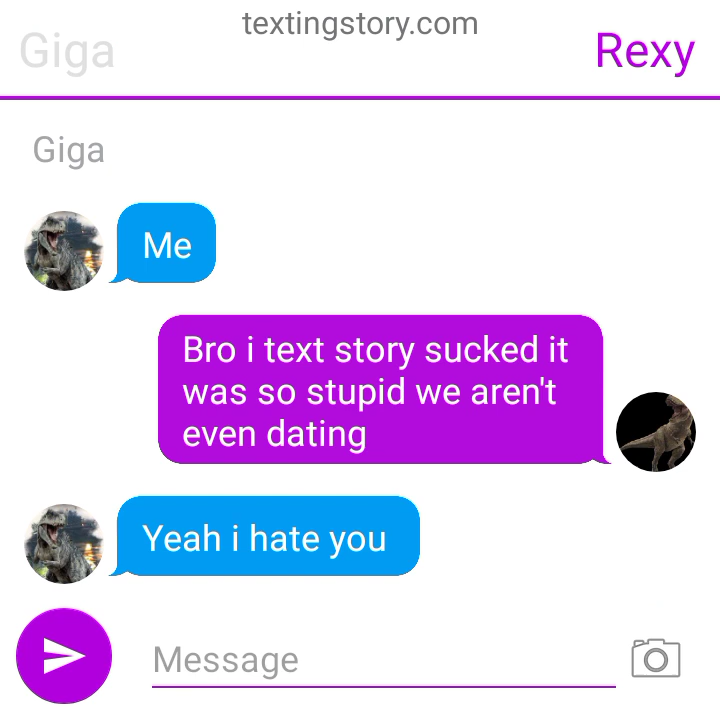 textingstory.com
Giga
Rexy
Giga
Me
Bro i text story sucked it
was so stupid we aren't
even dating
Yeah i hate you
Message